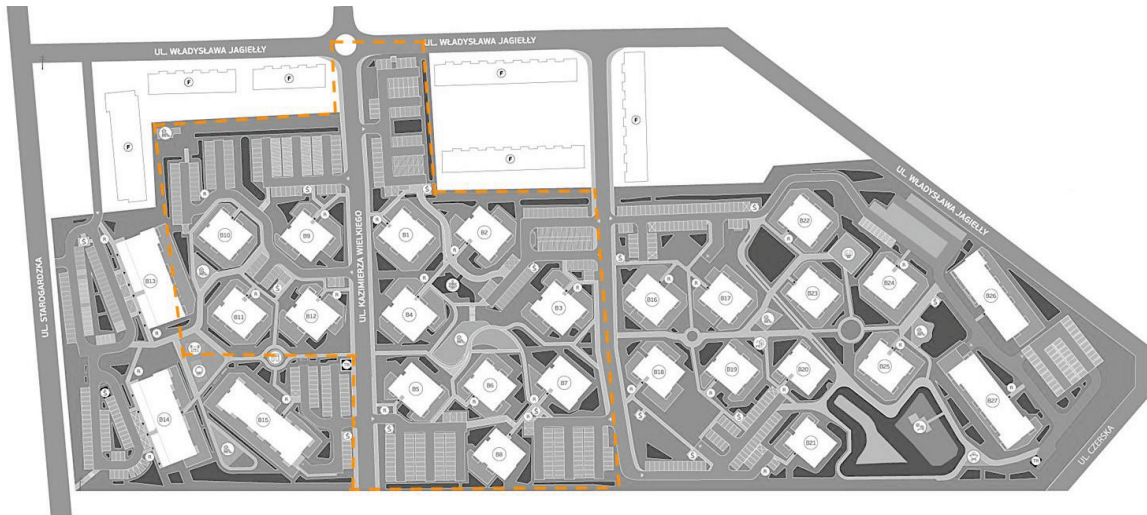 UL. WŁADYSŁAWA JAGIEŁŁY
UL. WŁADYSŁAWA JAGIEŁŁY
F
F
F
F
F
F
UL. WŁADYSŁAWA JAGIEŁŁY
UL. STAROGARDZKA
UL. KAZIMIERZA WIELKIEGO
UL. CZERSKA
B10
B9
B1
B2
B22
B13
B16
B17
B23
B24
B26
B11
B12
B4
B3
B18
B19
B20
B25
B5
B6
B7
B14
B15
B27
B21
B8